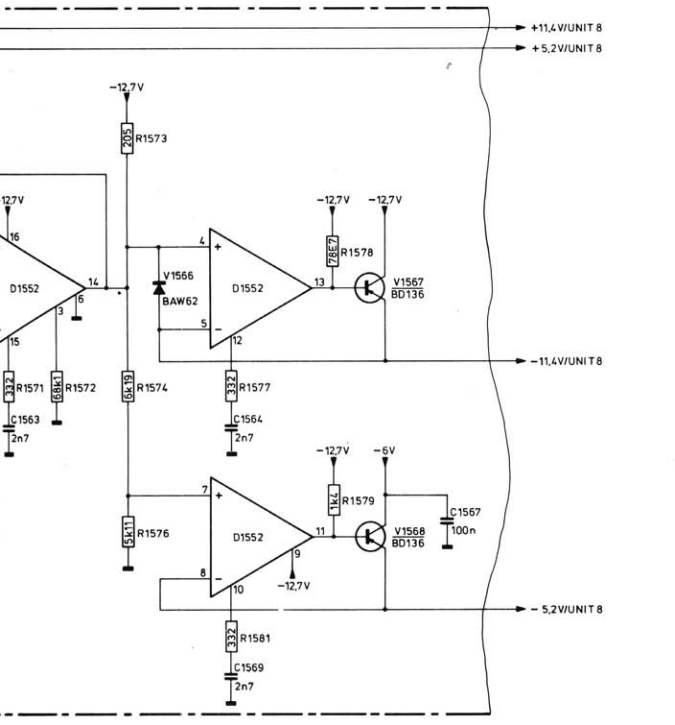 +11,4V/UNIT 8
+5,2V/UNIT 8
-12,7V
205 R1573
12,7V
-12,7V -12,7V
16
4
+
78E7 R1578
V1566
BAW62
D1552
14
6
3
D1552
13
V1567
BD136
5
-
12
15
-11,4V/UNIT 8
332 R1571
68k1 R1572
6k19 R1574
332 R1577
C1563
2n7
C1564
2n7
-12,7V -6V
7
+
1k4 R1579
C1567
100n
5k11 R1576
D1552
11
V1568
BD136
9
8
-
10
-12,7V
- 5,2V/UNIT 8
332 R1581
C1569
2n7